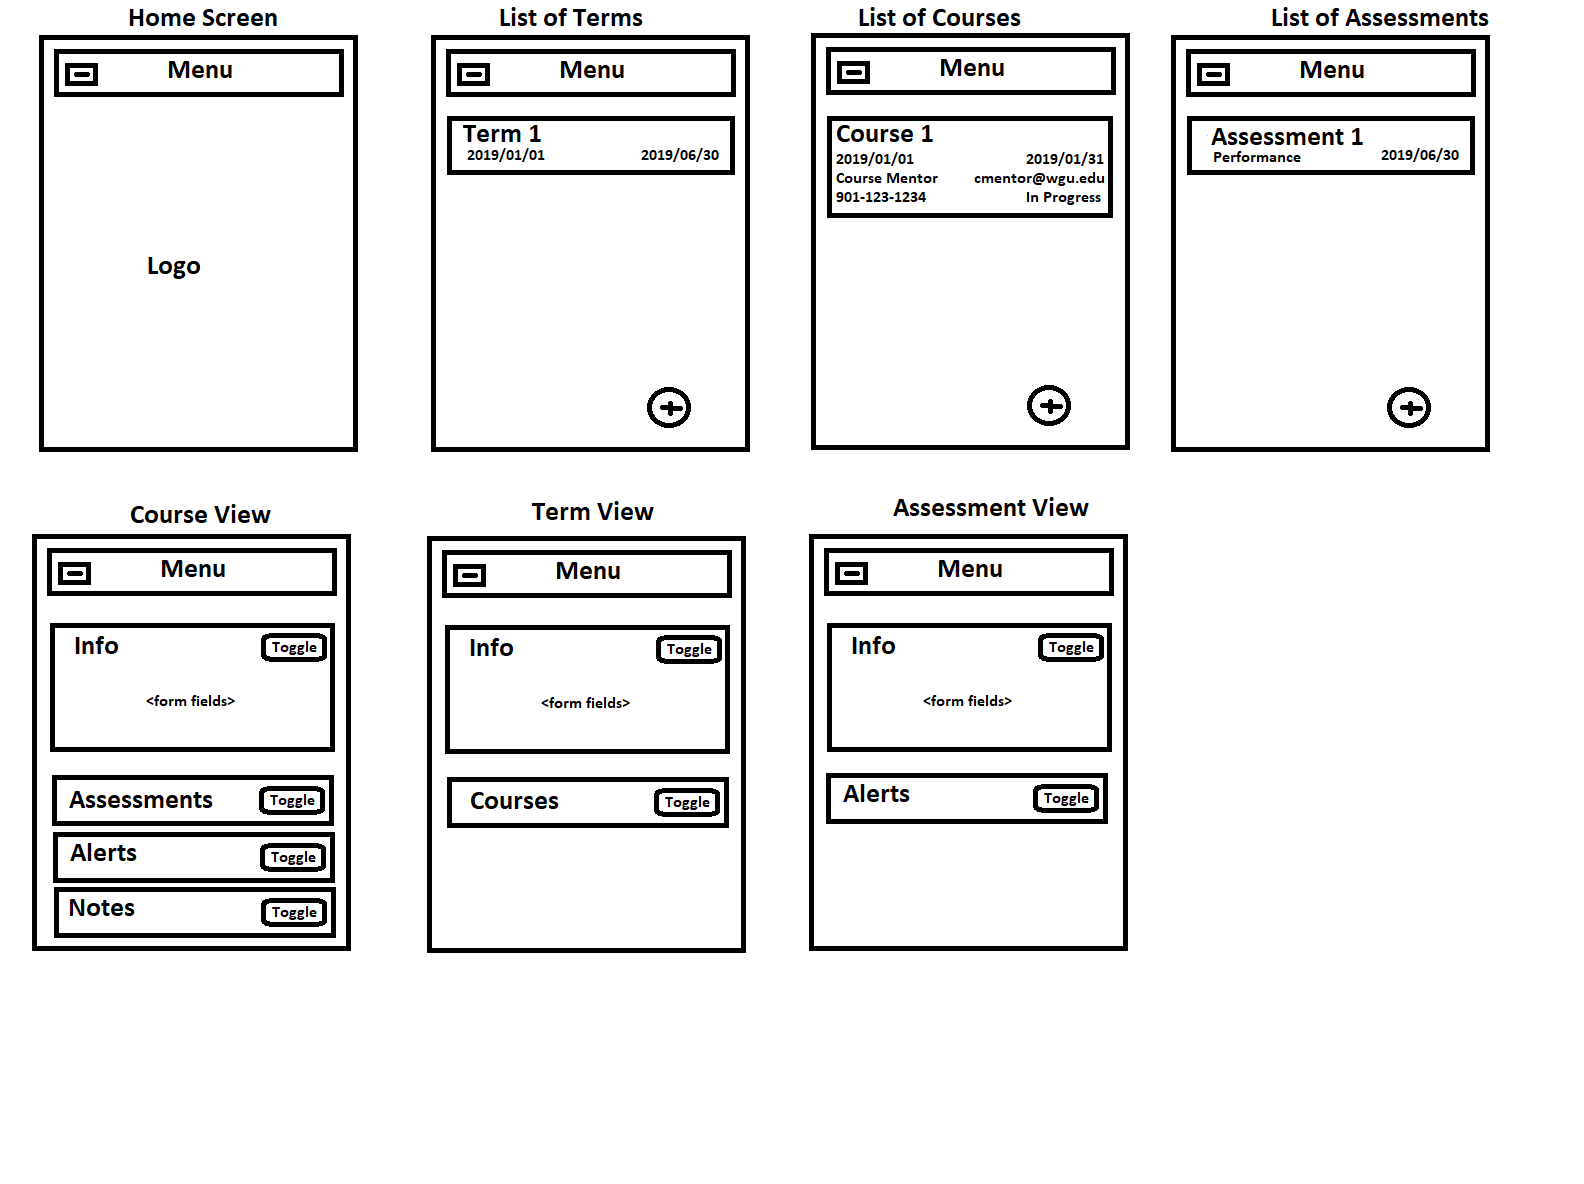 Home Screen
Menu
Logo
List of Terms
Menu
Term 1
2019/01/01 2019/06/30
List of Courses
Menu
Course 1
2019/01/01 2019/01/31
Course Mentor cmentor@wgu.edu
901-123-1234 In Progress
List of Assessments
Menu
Assessment 1
Performance 2019/06/30
Course View
Menu
Info Toggle
<form fields>
Assessments Toggle
Alerts Toggle
Notes Toggle
Term View
Menu
Info Toggle
<form fields>
Courses Toggle
Assessment View
Menu
Info Toggle
<form fields>
Alerts Toggle